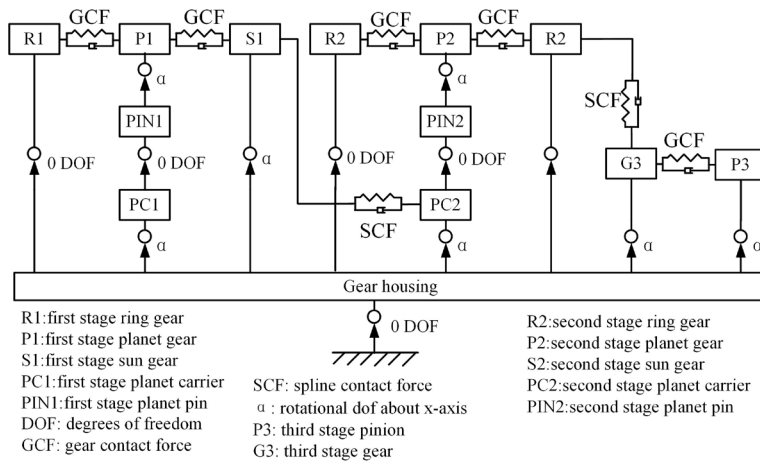 GCF GCF GCF GCF
R1 P1 S1 R2 P2 R2
α α
SCF
PIN1 PIN2 GCF
0 DOF 0 DOF α 0 DOF 0 DOF G3 P3
PC1 PC2
SCF
α α α α
Gear housing
0 DOF
R1:first stage ring gear
P1:first stage planet gear
S1:first stage sun gear
PC1:first stage planet carrier
PIN1:first stage planet pin
DOF: degrees of freedom
GCF: gear contact force
SCF: spline contact force
α : rotational dof about x-axis
P3: third stage pinion
G3: third stage gear
R2:second stage ring gear
P2:second stage planet gear
S2:second stage sun gear
PC2:second stage planet carrier
PIN2:second stage planet pin